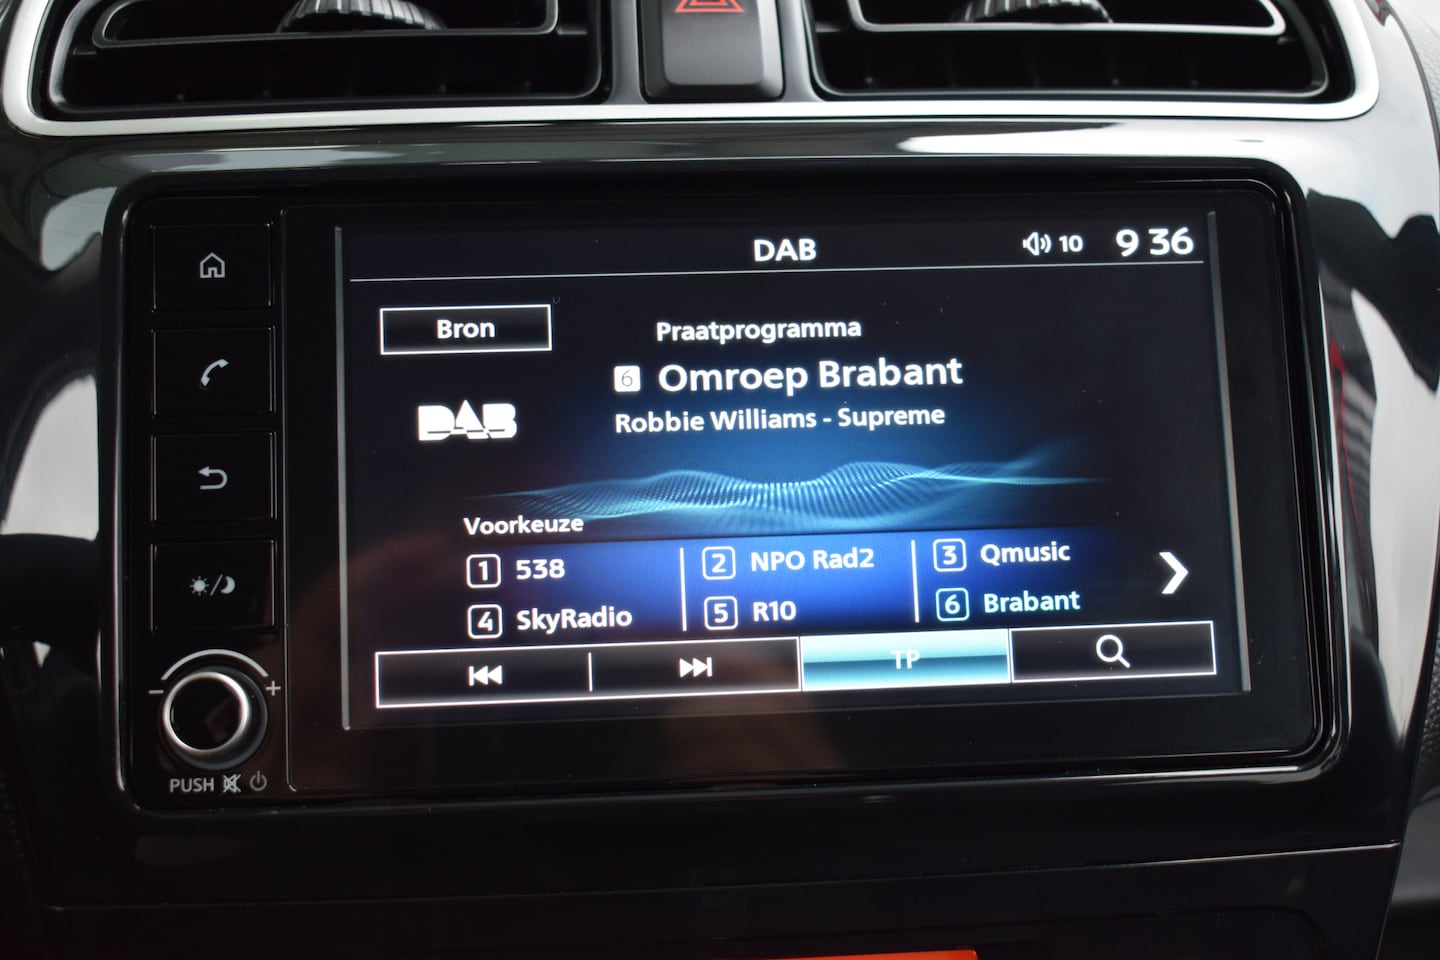 DAB 10 9 36
Bron
Praatprogramma
6 Omroep Brabant
DAB
Robbie Williams - Supreme
Voorkeuze
1 538 2 NPO Rad2 3 Qmusic
4 SkyRadio 5 R10 6 Brabant
TP
- +
PUSH